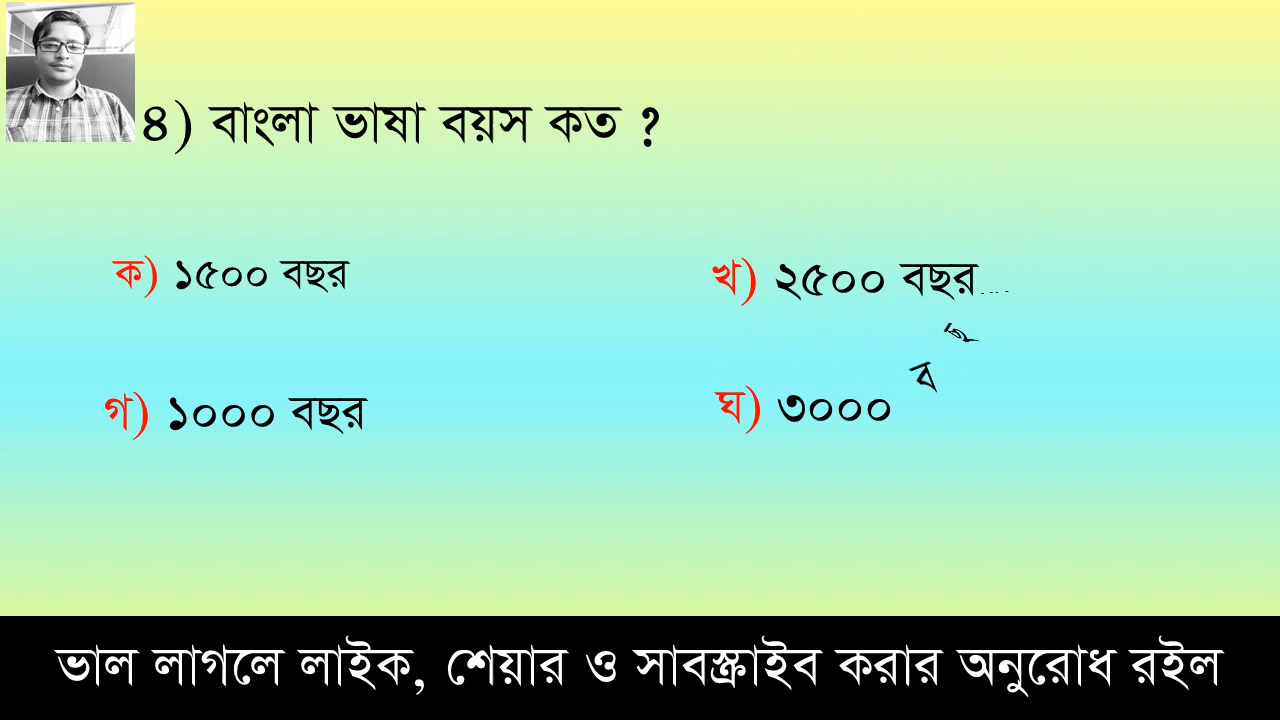 ৪) বাংলা ভাষা বয়স কত ?
ক) ১৫০০ বছর
খ) ২৫০০ বছর
গ) ১০০০ বছর
ঘ) ৩০০০ ব
ভাল লাগলে লাইক, শেয়ার ও সাবস্ক্রাইব করার অনুরোধ রইল